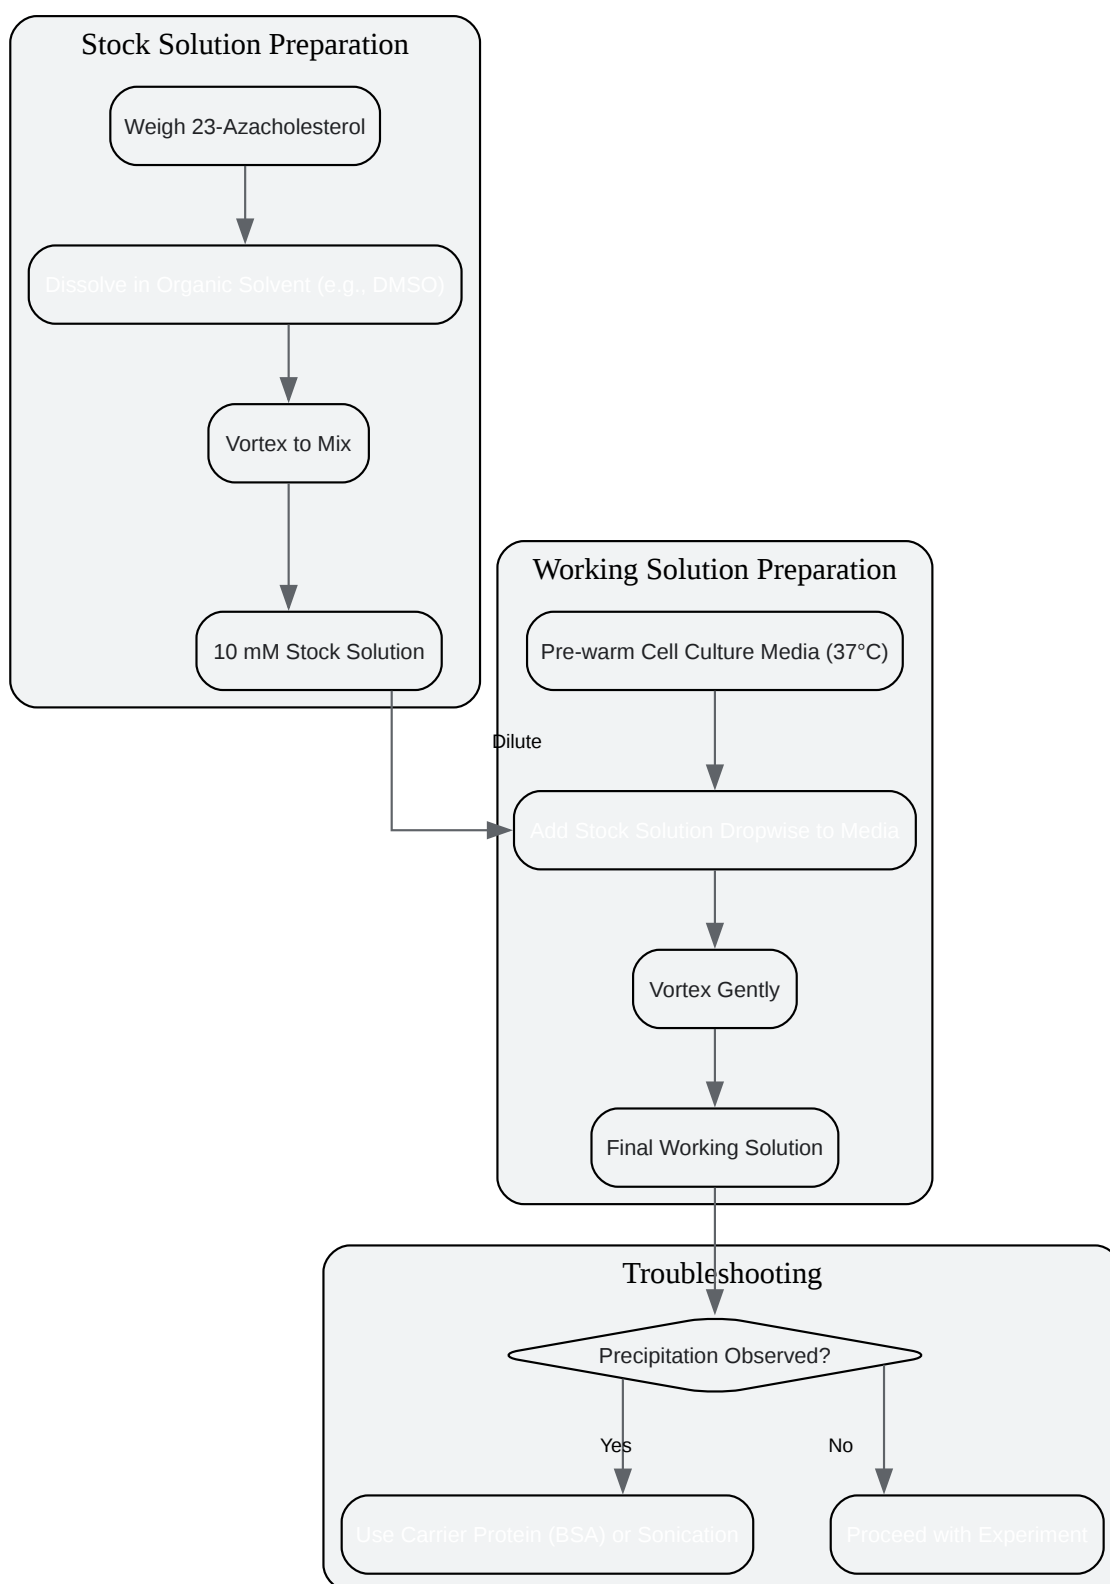 Stock Solution Preparation
Weigh 23-Azacholesterol
Dissolve in Organic Solvent (e.g., DMSO)
Vortex to Mix
10 mM Stock Solution
Dilute
Working Solution Preparation
Pre-warm Cell Culture Media (37°C)
Add Stock Solution Dropwise to Media
Vortex Gently
Final Working Solution
Troubleshooting
Precipitation Observed?
Yes
No
Use Carrier Protein (BSA) or Sonication
Proceed with Experiment